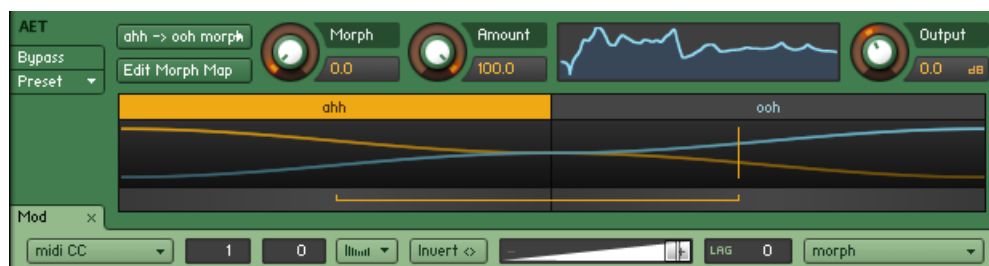 AET
Bypass
Preset
ahh -> ooh morph
Edit Morph Map
Morph
0.0
Amount
100.0
Output
0.0 dB
ahh
ooh
Mod ×
midi CC
1
0
Invert <>
- +
LAG 0
morph